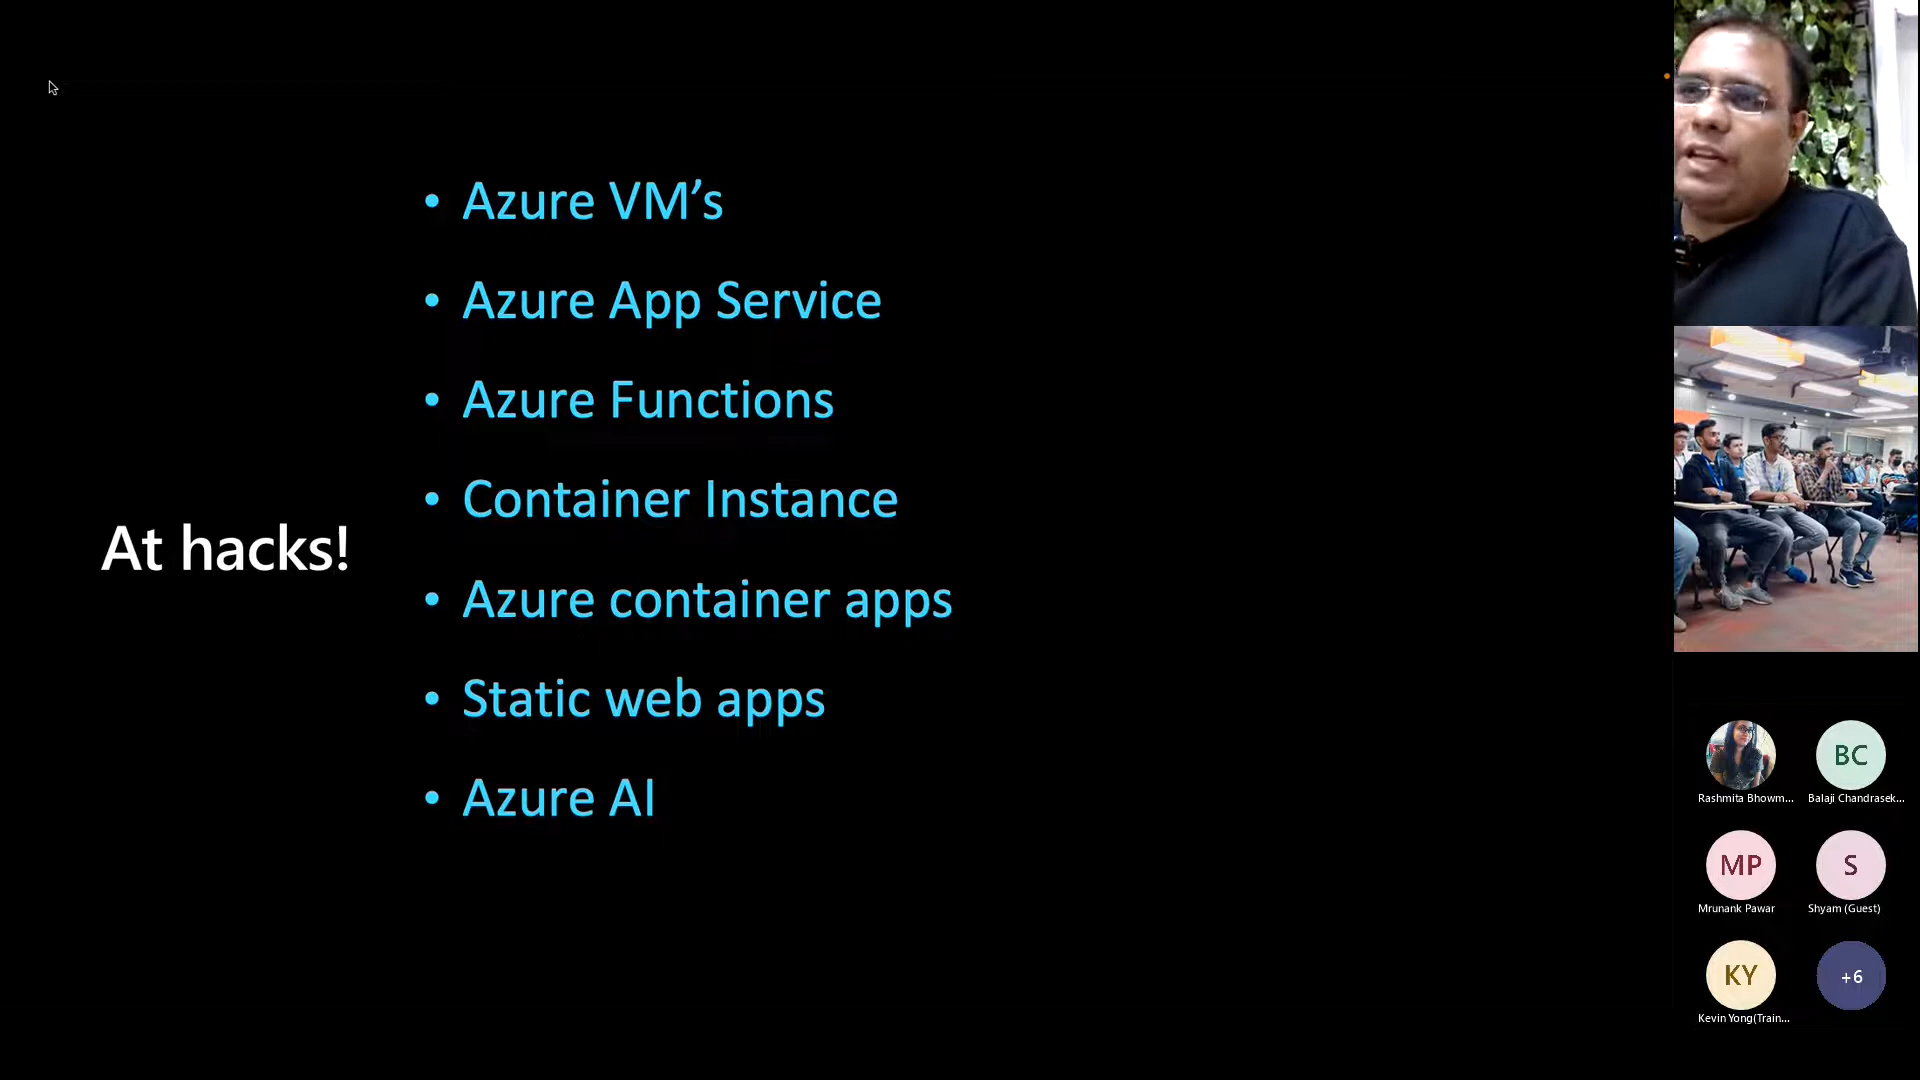 At hacks!
• Azure VM’s
• Azure App Service
• Azure Functions
• Container Instance
• Azure container apps
• Static web apps
• Azure AI
BC
Rashmita Bhowm...
Balaji Chandrasek...
MP
S
Mrunank Pawar
Shyam (Guest)
KY
+6
Kevin Yong(Train...